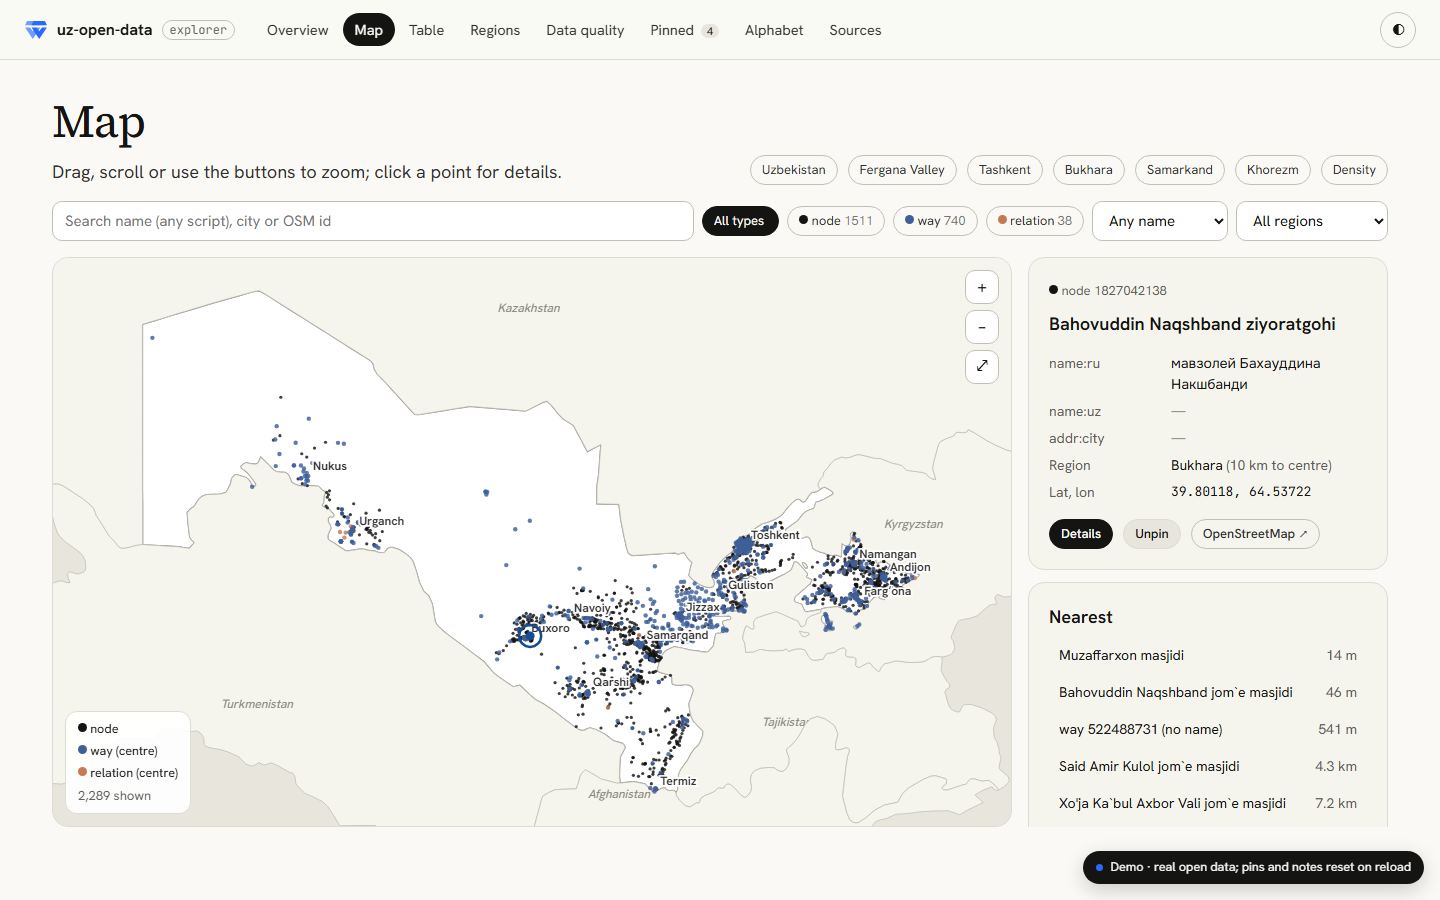 uz-open-data explorer Overview Map Table Regions Data quality Pinned 4 Alphabet Sources
Map
Drag, scroll or use the buttons to zoom; click a point for details.
Uzbekistan Fergana Valley Tashkent Bukhara Samarkand Khorezm Density
Search name (any script), city or OSM id
All types node 1511 way 740 relation 38 Any name All regions
Kazakhstan
+
−
Nukus
Urganch
Toshkent
Kyrgyzstan
Namangan
Andijon
Guliston
Farg'ona
Navoiy
Jizzax
Buxoro
Samarqand
Qarshi
Turkmenistan
Tajikistan
Termiz
Afghanistan
node
way (centre)
relation (centre)
2,289 shown
node 1827042138
Bahovuddin Naqshband ziyoratgohi
name:ru мавзолей Бахауддина
Накшбанди
name:uz —
addr:city —
Region Bukhara (10 km to centre)
Lat, lon 39.80118, 64.53722
Details Unpin OpenStreetMap ↗
Nearest
Muzaffarxon masjidi 14 m
Bahovuddin Naqshband jom`e masjidi 46 m
way 522488731 (no name) 541 m
Said Amir Kulol jom`e masjidi 4.3 km
Xo'ja Ka`bul Axbor Vali jom`e masjidi 7.2 km
Demo · real open data; pins and notes reset on reload